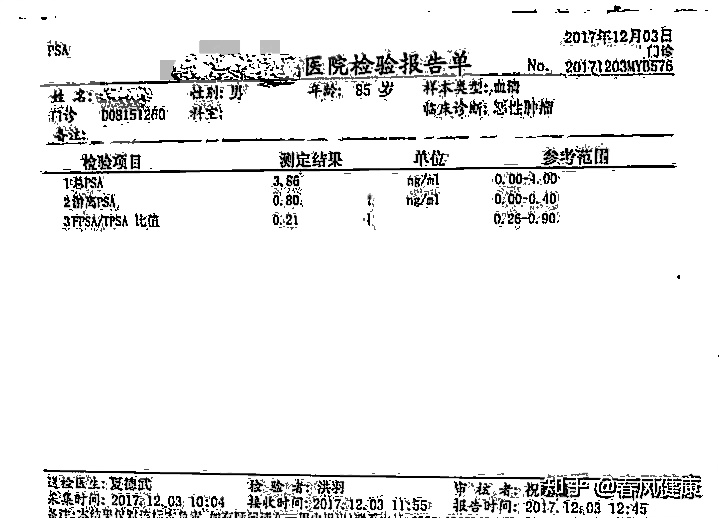 2017年12月03日
PSA 门诊
医院检验报告单 No. 20171203MYD576
姓名: 性别: 男 年龄: 85 岁 样本类型: 血清
门诊 D08151260 科室: 临床诊断: 恶性肿瘤
备注:
检验项目 测定结果 单位 参考范围
1总PSA 3.86 ng/ml 0.00-4.00
2游离PSA 0.80 ng/ml 0.00-0.40
3FPSA/TPSA 比值 0.21 0.26-0.90
送检医生: 夏德武 检验者: 洪羽 审核者: 祝
采集时间: 2017.12.03 10:04 接收时间: 2017.12.03 11:55 报告时间: 2017.12.03 12:45
知乎 @春风健康